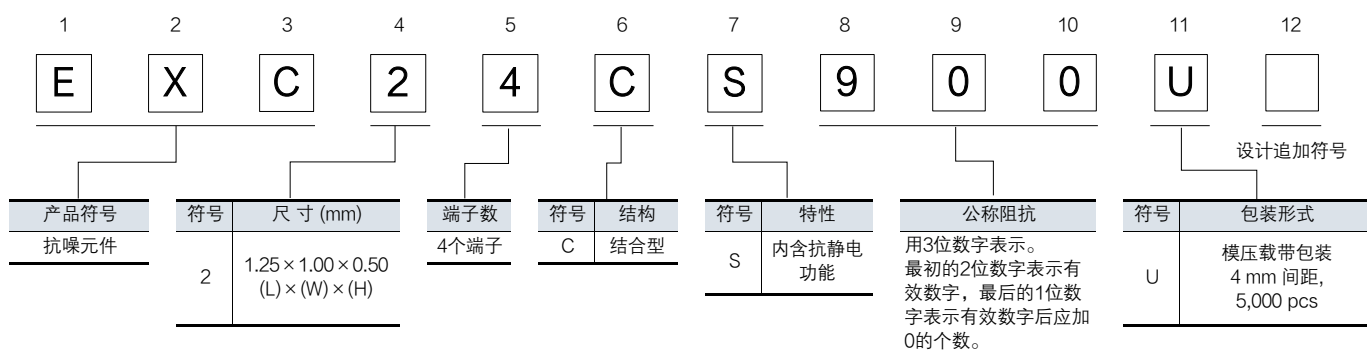 1 2 3 4 5 6 7 8 9 10 11 12
E X C 2 4 C S 9 0 0 U
设计追加符号
产品符号
抗噪元件
符号 尺 寸 (mm)
2 1.25×1.00×0.50
(L)×(W)×(H)
端子数
4个端子
符号 结构
C 结合型
符号 特性
S 内含抗静电
功能
公称阻抗
用3位数字表示。
最初的2位数字表示有
效数字，最后的1位数
字表示有效数字后应加
0的个数。
符号 包装形式
U 模压载带包装
4 mm 间距,
5,000 pcs